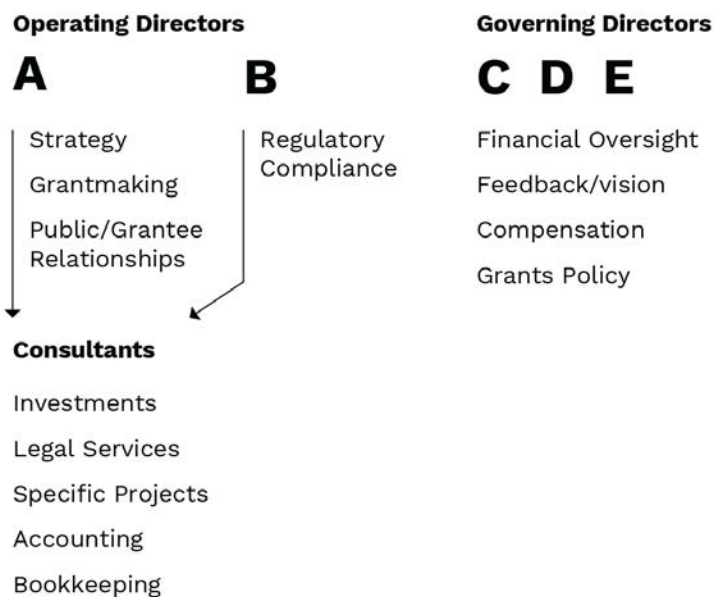 Operating Directors
A
B
Strategy
Grantmaking
Public/Grantee
Relationships
Regulatory
Compliance
Governing Directors
C D E
Financial Oversight
Feedback/vision
Compensation
Grants Policy
Consultants
Investments
Legal Services
Specific Projects
Accounting
Bookkeeping